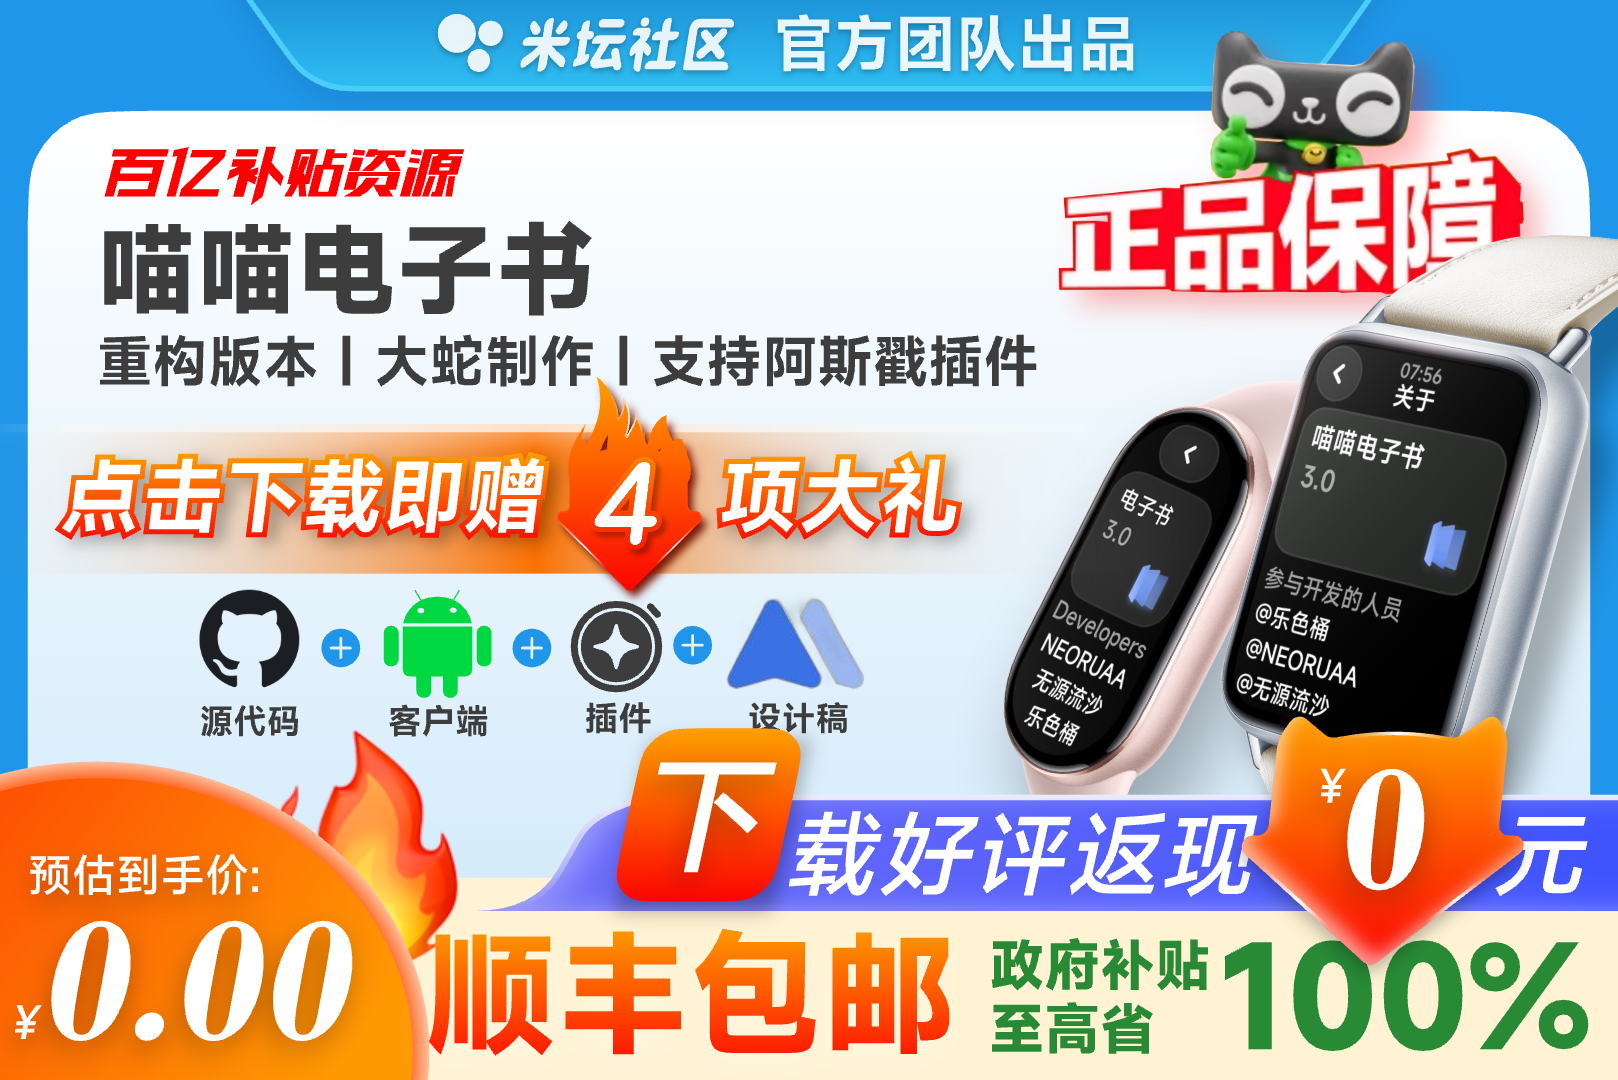 米坛社区 官方团队出品
百亿补贴资源
正品保障
喵喵电子书
重构版本丨大蛇制作丨支持阿斯戳插件
点击下载即赠4项大礼
源代码
客户端
插件
设计稿
电子书
3.0
Developers
NEORUAA
无源流沙
乐色桶
07:56
关于
喵喵电子书
3.0
参与开发的人员
@乐色桶
@NEORUAA
@无源流沙
下载好评返现¥0元
预估到手价:
¥0.00
顺丰包邮
政府补贴
至高省
100%